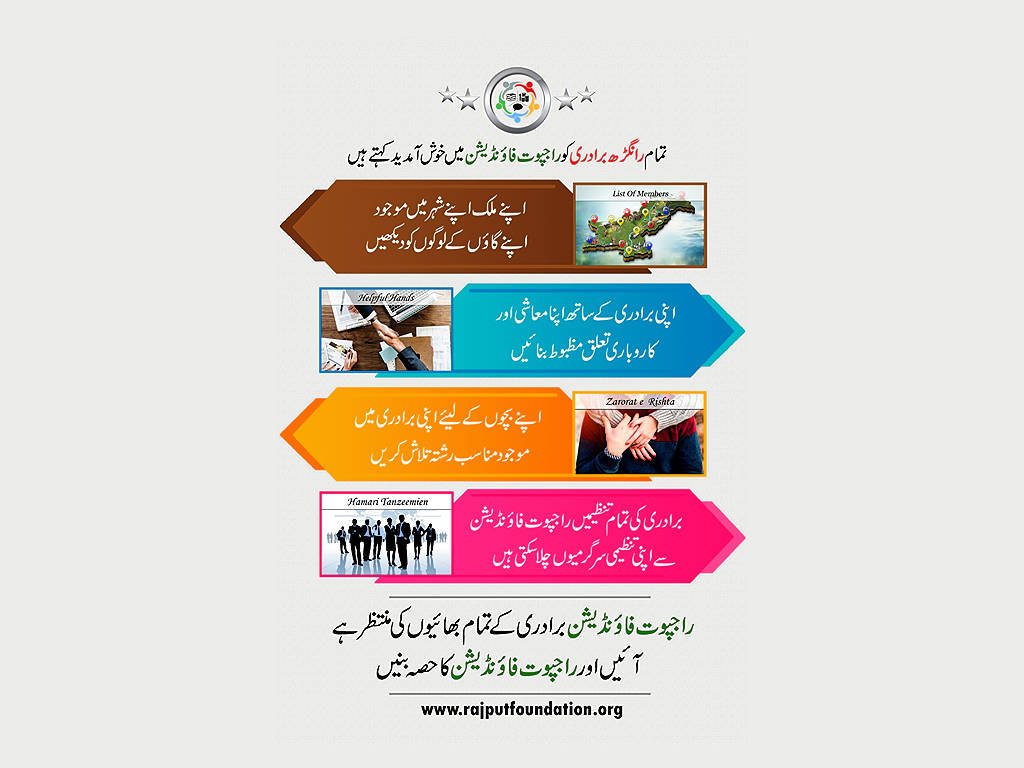 تمام رانگڑھ برادری کو راجپوت فاؤنڈیشن میں خوش آمدید کہتے ہیں
List Of Members
اپنے ملک اپنے شہر میں موجود
اپنے گاؤں کے لوگوں کو دیکھیں
Helpful Hands
اپنی برادری کے ساتھ اپنا معاشی اور
کاروباری تعلق مظبوط بنائیں
Zarorat e Rishta
اپنے بچوں کے لیئے اپنی برادری میں
موجود مناسب رشتہ تلاش کریں
Hamari Tanzeemien
برادری کی تمام تنظیمیں راجپوت فاؤنڈیشن
سے اپنی تنظیمی سرگرمیوں چلا سکتی ہیں
راجپوت فاؤنڈیشن برادری کے تمام بھائیوں کی منتظر ہے
آئیں اور راجپوت فاؤنڈیشن کا حصہ بنیں
www.rajputfoundation.org